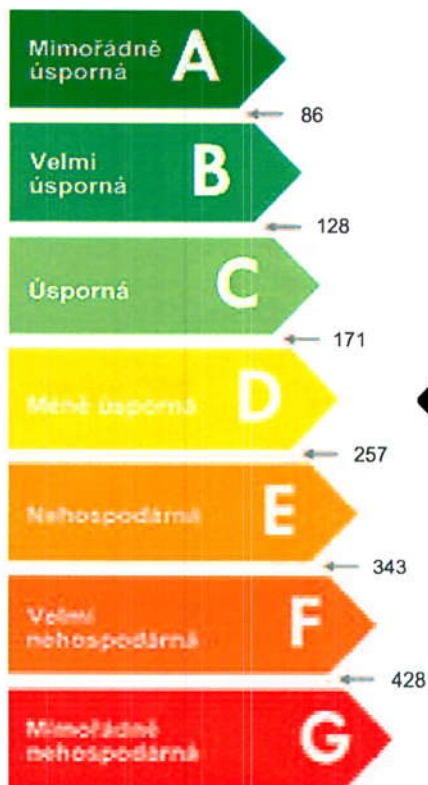 Mimořádně
úsporná A
86
Velmi
úsporná B
128
Úsporná C
171
Méně úsporná D
257
Nehospodárná E
343
Velmi
nehospodárná F
428
Mimořádně
nehospodárná G